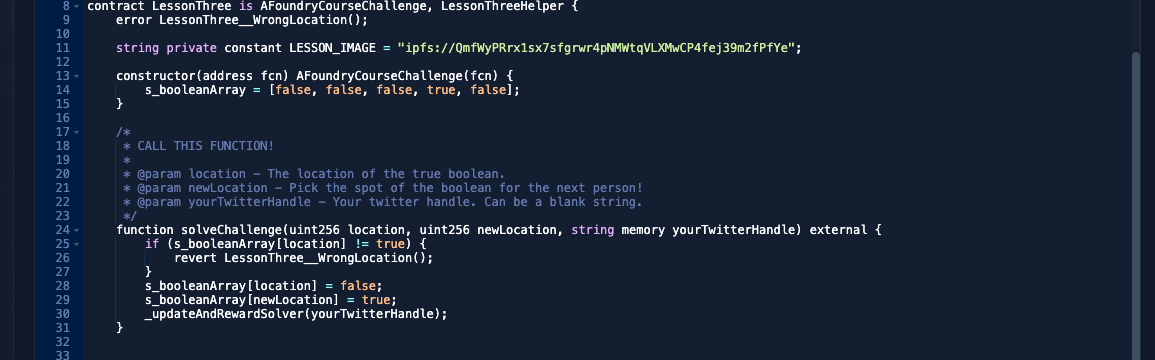 8 contract LessonThree is AFoundryCourseChallenge, LessonThreeHelper {
9     error LessonThree__WrongLocation();
10
11     string private constant LESSON_IMAGE = "ipfs://QmfWyPRrx1sx7sfgrwr4pNMWtqVLXMwCP4fej39m2fPfYe";
12
13     constructor(address fcn) AFoundryCourseChallenge(fcn) {
14         s_booleanArray = [false, false, false, true, false];
15     }
16
17     /*
18      * CALL THIS FUNCTION!
19      *
20      * @param location - The location of the true boolean.
21      * @param newLocation - Pick the spot of the boolean for the next person!
22      * @param yourTwitterHandle - Your twitter handle. Can be a blank string.
23      */
24     function solveChallenge(uint256 location, uint256 newLocation, string memory yourTwitterHandle) external {
25         if (s_booleanArray[location] != true) {
26             revert LessonThree__WrongLocation();
27         }
28         s_booleanArray[location] = false;
29         s_booleanArray[newLocation] = true;
30         _updateAndRewardSolver(yourTwitterHandle);
31     }
32
33